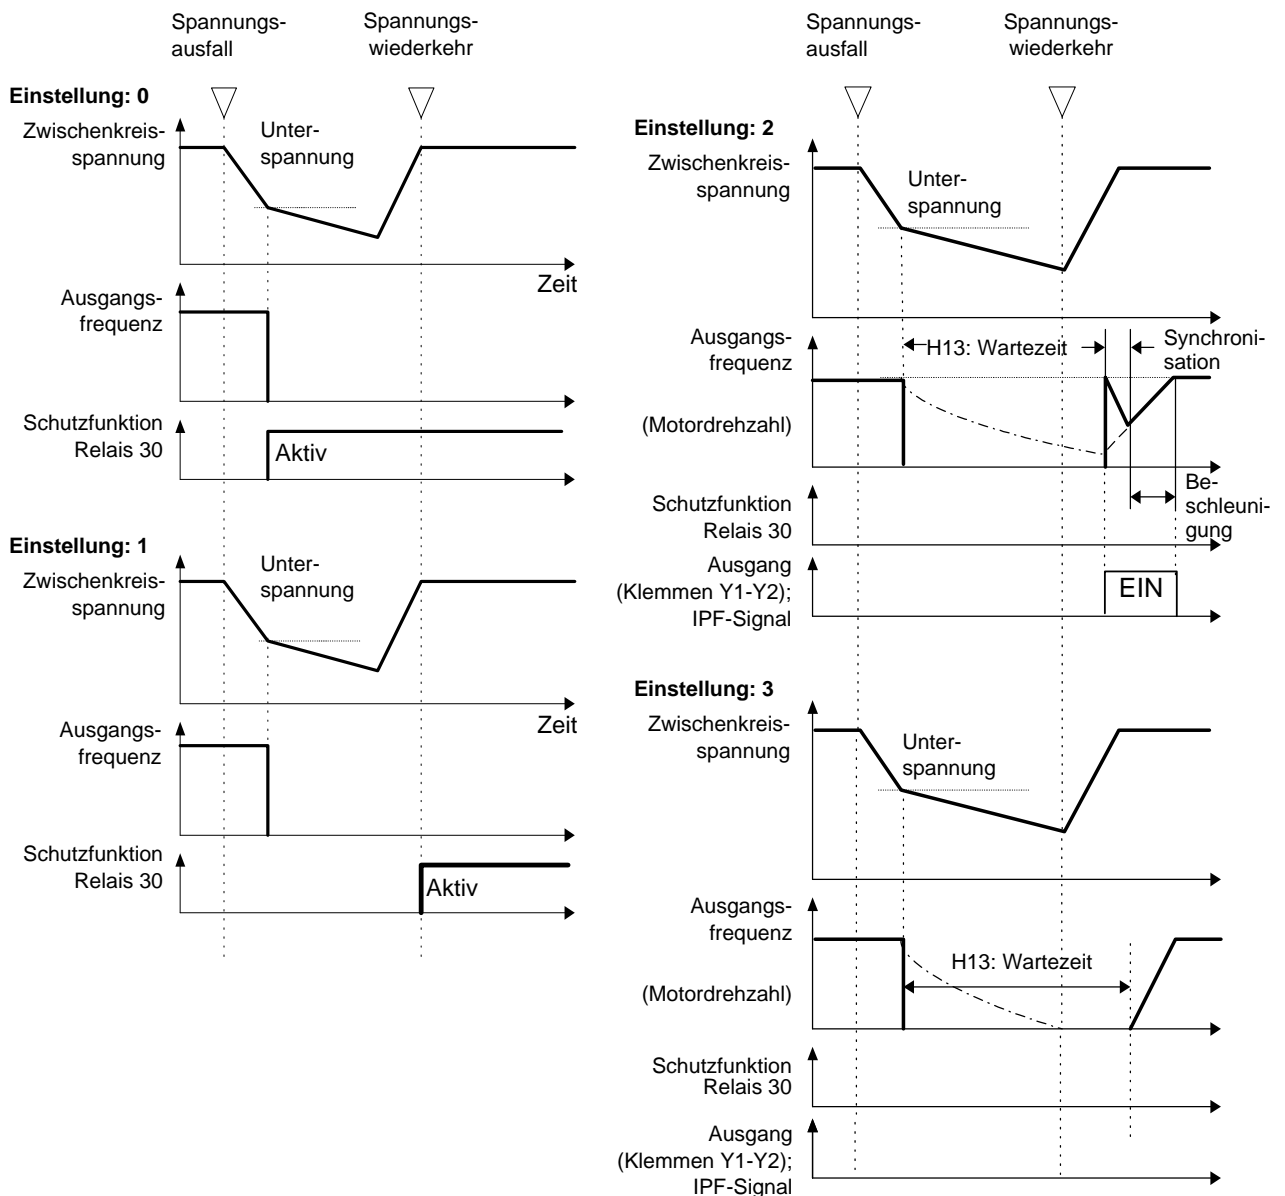 Spannungs-
ausfall
Spannungs-
wiederkehr
Einstellung: 0
Zwischenkreis-
spannung
Unter-
spannung
Zeit
Ausgangs-
frequenz
Schutzfunktion
Relais 30
Aktiv
Einstellung: 1
Zwischenkreis-
spannung
Unter-
spannung
Zeit
Ausgangs-
frequenz
Schutzfunktion
Relais 30
Aktiv
Spannungs-
ausfall
Spannungs-
wiederkehr
Einstellung: 2
Zwischenkreis-
spannung
Unter-
spannung
Ausgangs-
frequenz
H13: Wartezeit
Synchroni-
sation
(Motordrehzahl)
Be-
schleuni-
gung
Schutzfunktion
Relais 30
Ausgang
(Klemmen Y1-Y2);
IPF-Signal
EIN
Einstellung: 3
Zwischenkreis-
spannung
Unter-
spannung
Ausgangs-
frequenz
H13: Wartezeit
(Motordrehzahl)
Schutzfunktion
Relais 30
Ausgang
(Klemmen Y1-Y2);
IPF-Signal